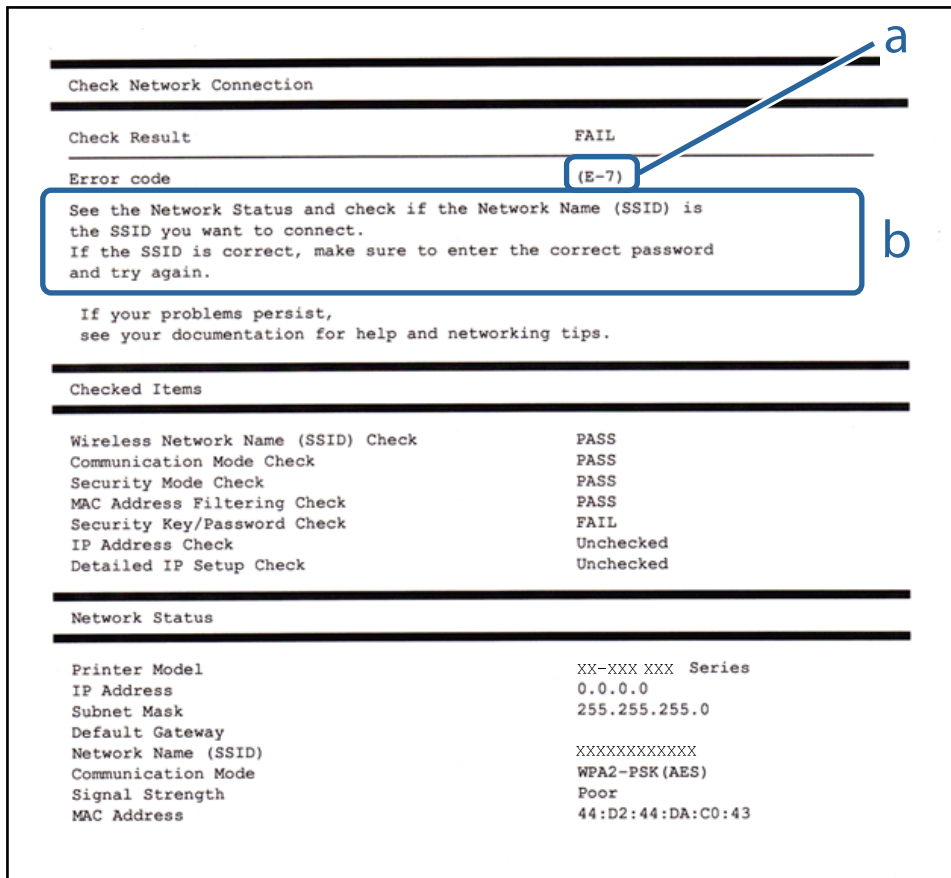 a
Check Network Connection
Check Result FAIL
Error code (E-7)
See the Network Status and check if the Network Name (SSID) is
the SSID you want to connect.
If the SSID is correct, make sure to enter the correct password
and try again.
b
If your problems persist,
see your documentation for help and networking tips.
Checked Items
Wireless Network Name (SSID) Check PASS
Communication Mode Check PASS
Security Mode Check PASS
MAC Address Filtering Check PASS
Security Key/Password Check FAIL
IP Address Check Unchecked
Detailed IP Setup Check Unchecked
Network Status
Printer Model XX-XXX XXX Series
IP Address 0.0.0.0
Subnet Mask 255.255.255.0
Default Gateway
Network Name (SSID) XXXXXXXXXXXX
Communication Mode WPA2-PSK(AES)
Signal Strength Poor
MAC Address 44:D2:44:DA:C0:43